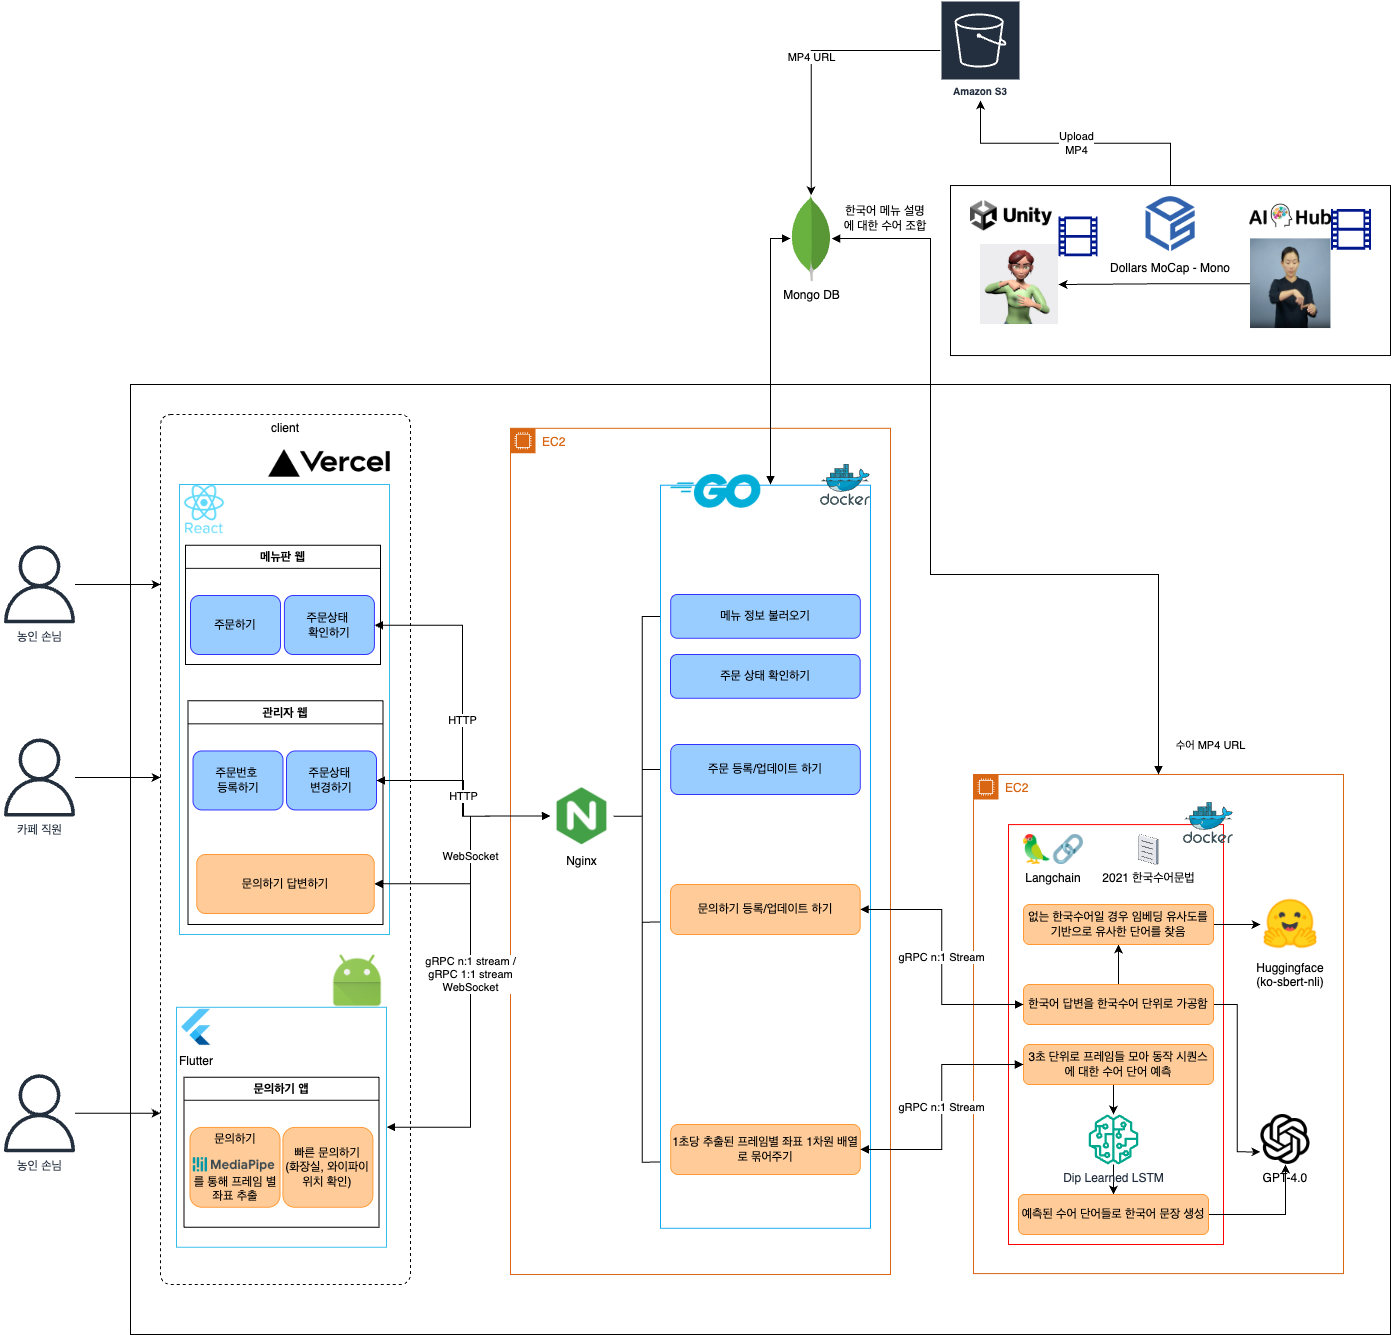 MP4 URL
Amazon S3
Upload
MP4
한국어 메뉴 설명
에 대한 수어 조합
Mongo DB
Unity
AI Hub
Dollars MoCap - Mono
client
Vercel
React
메뉴판 웹
주문하기
주문상태
확인하기
농인 손님
HTTP
관리자 웹
주문번호
등록하기
주문상태
변경하기
카페 직원
HTTP
WebSocket
문의하기 답변하기
gRPC n:1 stream /
gRPC 1:1 stream
WebSocket
Flutter
문의하기 앱
문의하기
MediaPipe
를 통해 프레임 별
좌표 추출
빠른 문의하기
(화장실, 와이파이
위치 확인)
농인 손님
EC2
Nginx
GO
docker
메뉴 정보 불러오기
주문 상태 확인하기
주문 등록/업데이트 하기
문의하기 등록/업데이트 하기
1초당 추출된 프레임별 좌표 1차원 배열
로 묶어주기
gRPC n:1 Stream
gRPC n:1 Stream
수어 MP4 URL
EC2
docker
Langchain
2021 한국수어문법
없는 한국수어일 경우 임베딩 유사도를
기반으로 유사한 단어를 찾음
한국어 답변을 한국수어 단위로 가공함
3초 단위로 프레임들 모아 동작 시퀀스
에 대한 수어 단어 예측
Dip Learned LSTM
예측된 수어 단어들로 한국어 문장 생성
Huggingface
(ko-sbert-nli)
GPT-4.0